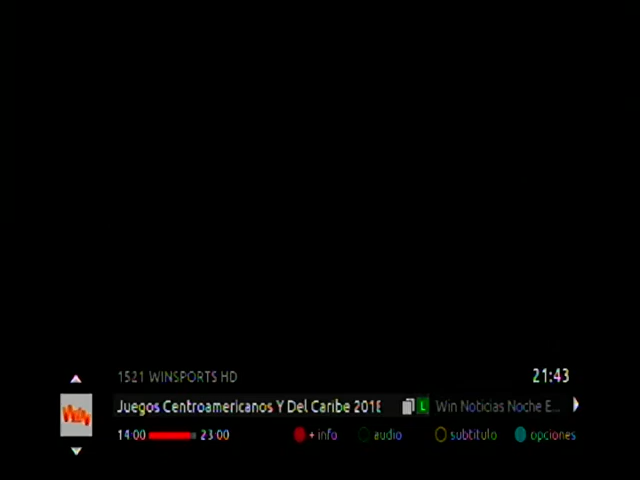 1521 WINSPORTS HD
21:43
Juegos Centroamericanos Y Del Caribe 2018
L
Win Noticias Noche E...
14:00 23:00 + info audio subtitulo opciones